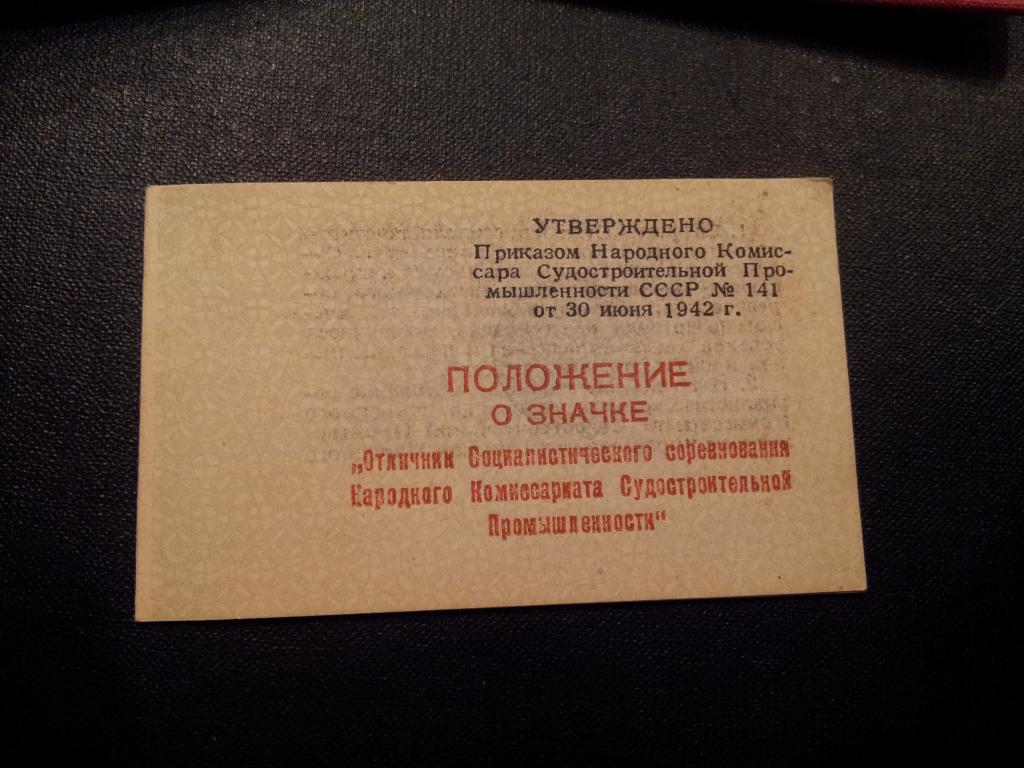 УТВЕРЖДЕНО
Приказом Народного Комис-
сара Судостроительной Про-
мышленности СССР № 141
от 30 июня 1942 г.
ПОЛОЖЕНИЕ
О ЗНАЧКЕ
„Отличник Социалистического соревнования
Народного Комиссариата Судостроительной
Промышленности“